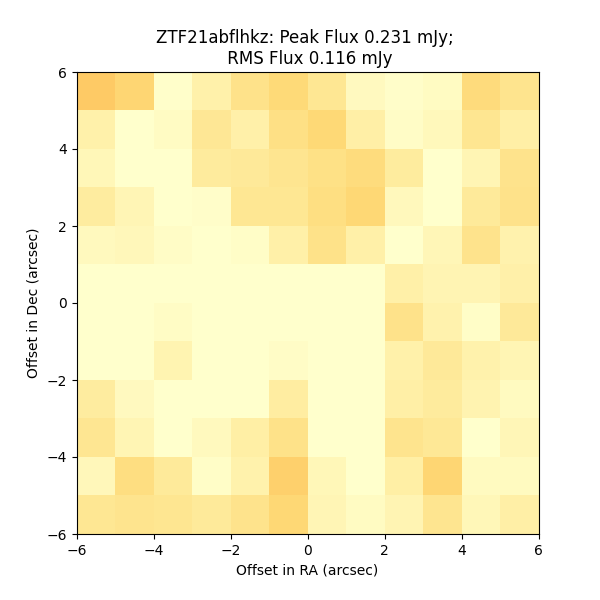 ZTF21abflhkz: Peak Flux 0.231 mJy;
RMS Flux 0.116 mJy
6
4
2
0
−2
−4
−6
Offset in Dec (arcsec)
−6 −4 −2 0 2 4 6
Offset in RA (arcsec)